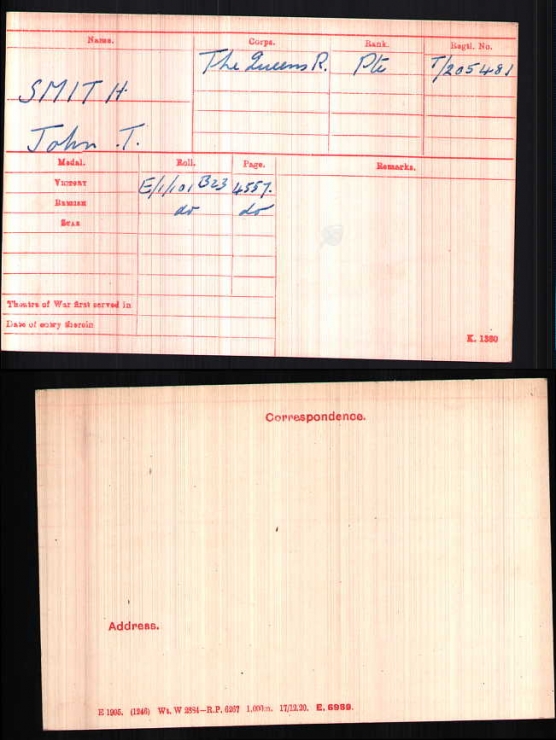 Name. Corps. Rank. Regtl. No.
SMITH The Queens R. Pte T/205481
John .T.
Medal. Roll. Page. Remarks.
Victory E/1/101 B23 4557.
British do do
Star
Theatre of War first served in
Date of entry therein
K. 1380
Correspondence.
Address.
E 1905. (1246) Wt. W 2884—R.P. 6267 1,000m. 17/12.20. E. 6989.